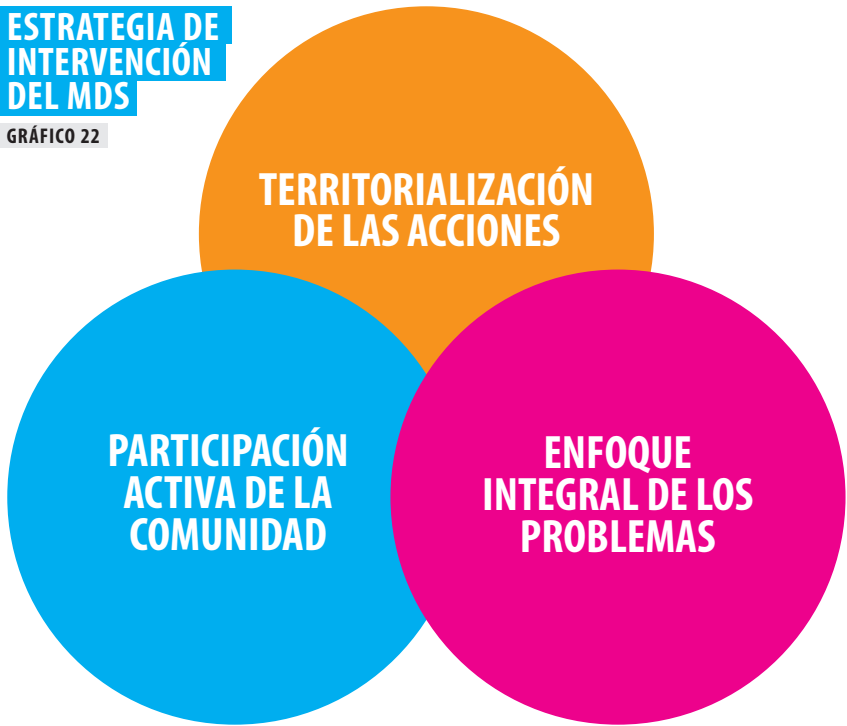 ESTRATEGIA DE
INTERVENCIÓN
DEL MDS
GRÁFICO 22
TERRITORIALIZACIÓN
DE LAS ACCIONES
PARTICIPACIÓN
ACTIVA DE LA
COMUNIDAD
ENFOQUE
INTEGRAL DE LOS
PROBLEMAS